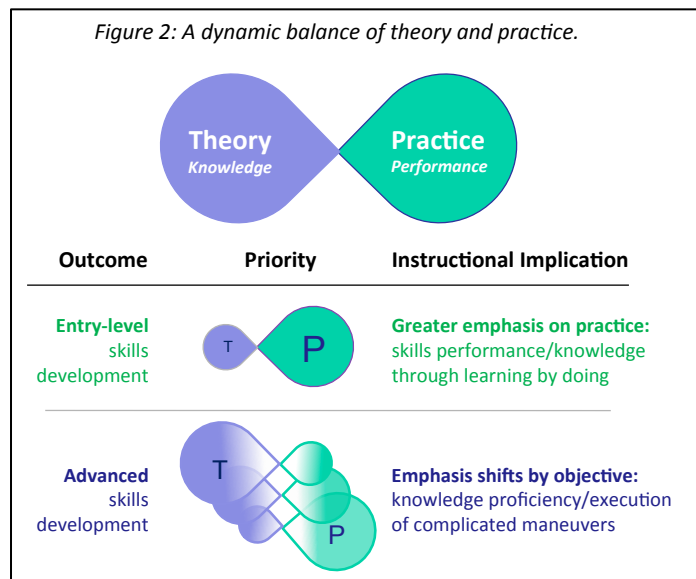 Figure 2: A dynamic balance of theory and practice.
Theory
Knowledge
Practice
Performance
Outcome
Priority
Instructional Implication
Entry-level
skills
development
T
P
Greater emphasis on practice:
skills performance/knowledge
through learning by doing
Advanced
skills
development
T
P
Emphasis shifts by objective:
knowledge proficiency/execution
of complicated maneuvers